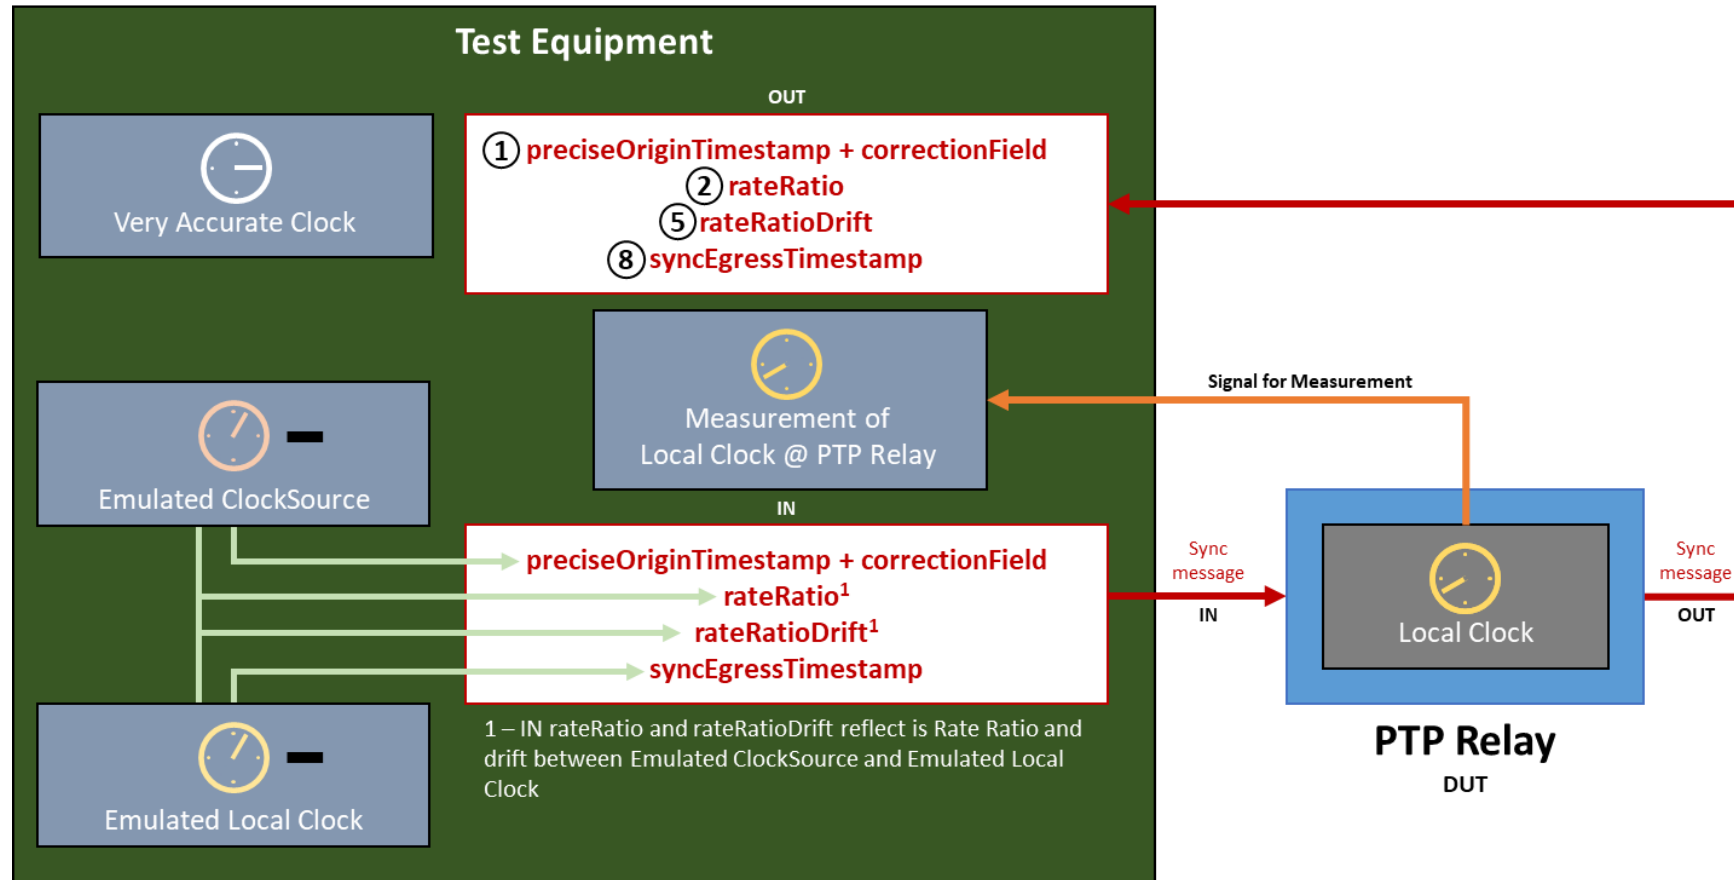 Test Equipment
OUT
① preciseOriginTimestamp + correctionField
② rateRatio
⑤ rateRatioDrift
⑧ syncEgressTimestamp
Very Accurate Clock
Measurement of
Local Clock @ PTP Relay
Signal for Measurement
Emulated ClockSource
IN
preciseOriginTimestamp + correctionField
rateRatio¹
rateRatioDrift¹
syncEgressTimestamp
1 – IN rateRatio and rateRatioDrift reflect is Rate Ratio and
drift between Emulated ClockSource and Emulated Local
Clock
Emulated Local Clock
Sync
message
IN
Local Clock
Sync
message
OUT
PTP Relay
DUT